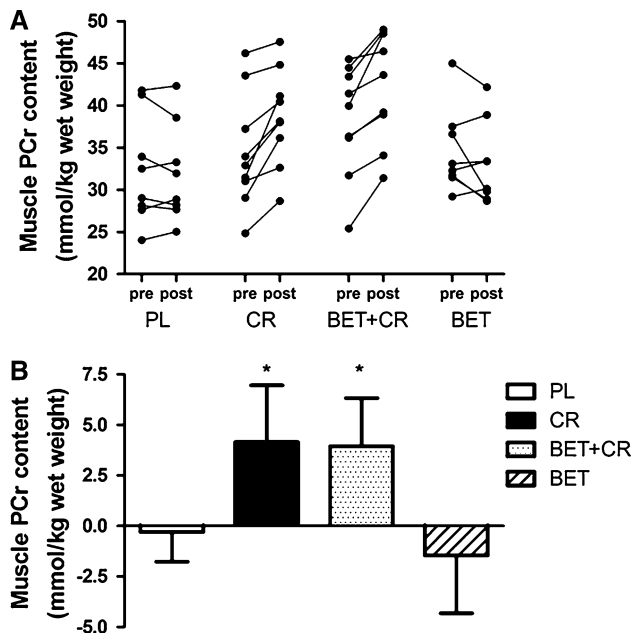 A
Muscle PCr content
(mmol/kg wet weight)
50
45
40
35
30
25
20
pre post pre post pre post pre post
PL CR BET+CR BET
B
Muscle PCr content
(mmol/kg wet weight)
7.5
5.0
2.5
0.0
-2.5
-5.0
* *
PL
CR
BET+CR
BET